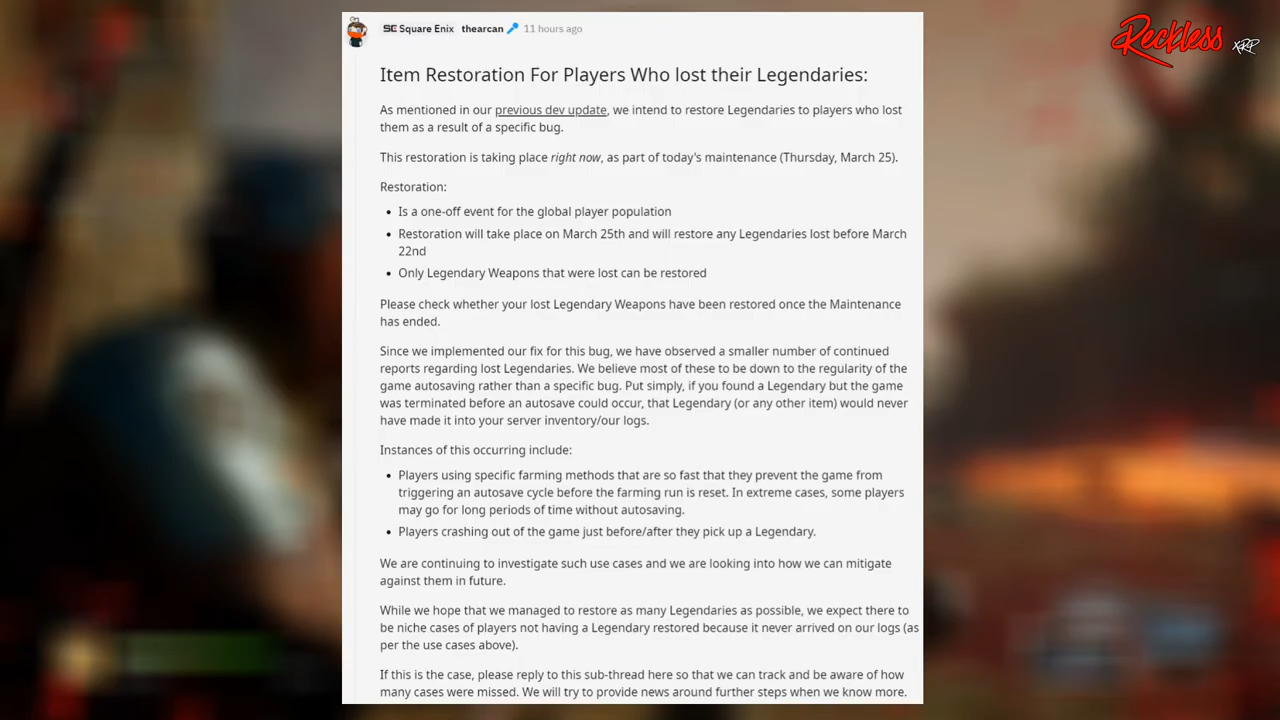 Reckless XRP
SE Square Enix thearcan 11 hours ago
Item Restoration For Players Who lost their Legendaries:
As mentioned in our previous dev update, we intend to restore Legendaries to players who lost
them as a result of a specific bug.
This restoration is taking place right now, as part of today's maintenance (Thursday, March 25).
Restoration:
• Is a one-off event for the global player population
• Restoration will take place on March 25th and will restore any Legendaries lost before March
22nd
• Only Legendary Weapons that were lost can be restored
Please check whether your lost Legendary Weapons have been restored once the Maintenance
has ended.
Since we implemented our fix for this bug, we have observed a smaller number of continued
reports regarding lost Legendaries. We believe most of these to be down to the regularity of the
game autosaving rather than a specific bug. Put simply, if you found a Legendary but the game
was terminated before an autosave could occur, that Legendary (or any other item) would never
have made it into your server inventory/our logs.
Instances of this occurring include:
• Players using specific farming methods that are so fast that they prevent the game from
triggering an autosave cycle before the farming run is reset. In extreme cases, some players
may go for long periods of time without autosaving.
• Players crashing out of the game just before/after they pick up a Legendary.
We are continuing to investigate such use cases and we are looking into how we can mitigate
against them in future.
While we hope that we managed to restore as many Legendaries as possible, we expect there to
be niche cases of players not having a Legendary restored because it never arrived on our logs (as
per the use cases above).
If this is the case, please reply to this sub-thread here so that we can track and be aware of how
many cases were missed. We will try to provide news around further steps when we know more.